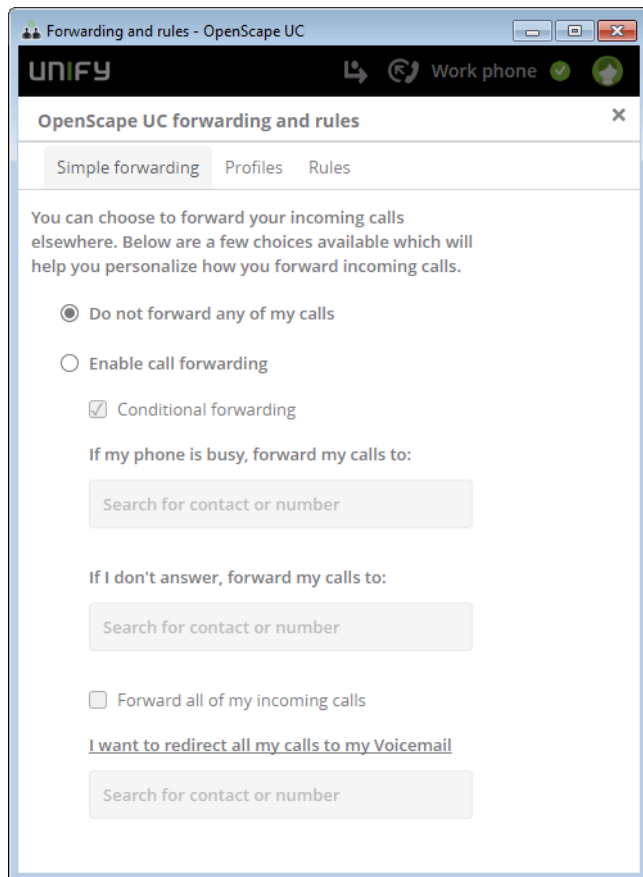 Forwarding and rules - OpenScape UC
UNIFY Work phone
OpenScape UC forwarding and rules
Simple forwarding Profiles Rules
You can choose to forward your incoming calls
elsewhere. Below are a few choices available which will
help you personalize how you forward incoming calls.
Do not forward any of my calls
Enable call forwarding
Conditional forwarding
If my phone is busy, forward my calls to:
Search for contact or number
If I don't answer, forward my calls to:
Search for contact or number
Forward all of my incoming calls
I want to redirect all my calls to my Voicemail
Search for contact or number